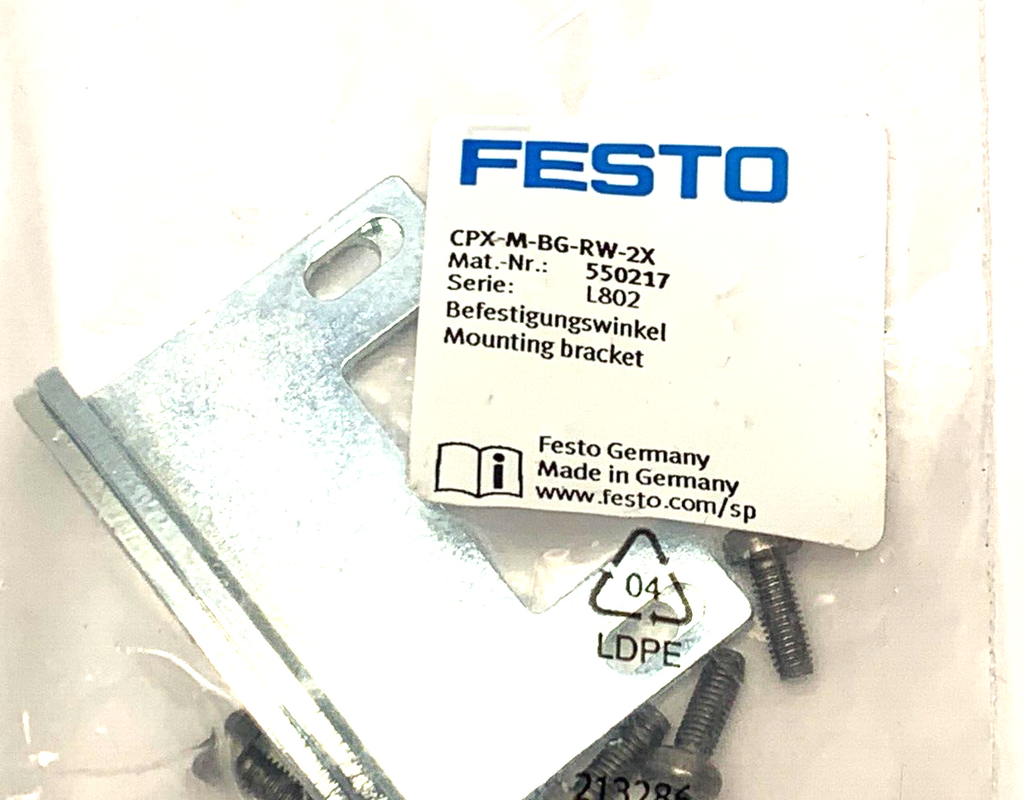 FESTO
CPX-M-BG-RW-2X
Mat.-Nr.: 550217
Serie: L802
Befestigungswinkel
Mounting bracket
i Festo Germany
Made in Germany
www.festo.com/sp
04
LDPE
213286